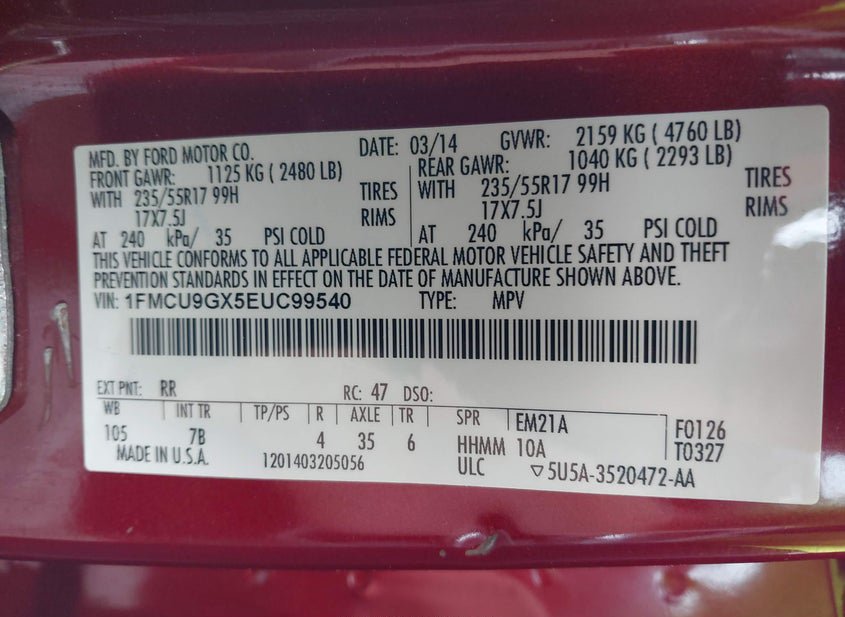 MFD. BY FORD MOTOR CO. DATE: 03/14 GVWR: 2159 KG ( 4760 LB)
FRONT GAWR: 1125 KG ( 2480 LB) REAR GAWR: 1040 KG ( 2293 LB)
WITH 235/55R17 99H TIRES WITH 235/55R17 99H TIRES
17X7.5J RIMS 17X7.5J RIMS
AT 240 kPa/ 35 PSI COLD AT 240 kPa/ 35 PSI COLD
THIS VEHICLE CONFORMS TO ALL APPLICABLE FEDERAL MOTOR VEHICLE SAFETY AND THEFT
PREVENTION STANDARDS IN EFFECT ON THE DATE OF MANUFACTURE SHOWN ABOVE.
VIN: 1FMCU9GX5EUC99540 TYPE: MPV
EXT PNT: RR RC: 47 DSO:
WB INT TR TP/PS R AXLE TR SPR EM21A F0126
105 7B 4 35 6 HHMM 10A T0327
MADE IN U.S.A. 1201403205056 ULC ▽5U5A-3520472-AA